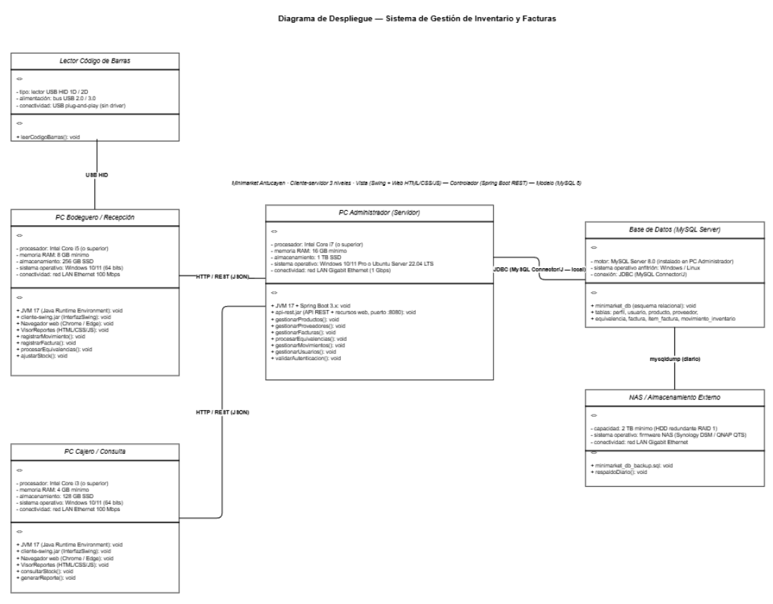 Diagrama de Despliegue — Sistema de Gestión de Inventario y Facturas
Lector Código de Barras
<>
- tipo: lector USB HID 1D / 2D
- alimentación: bus USB 2.0 / 3.0
- conectividad: USB plug-and-play (sin driver)
<>
+ leerCodigoBarras(): void
USB HID
Minimarket Antucayen · Cliente-servidor 3 niveles · Vista (Swing + Web HTML/CSS/JS) — Controlador (Spring Boot REST) — Modelo (MySQL 8)
PC Bodeguero / Recepción
<>
- procesador: Intel Core i5 (o superior)
- memoria RAM: 8 GB mínimo
- almacenamiento: 256 GB SSD
- sistema operativo: Windows 10/11 (64 bits)
- conectividad: red LAN Ethernet 100 Mbps
<>
+ JVM 17 (Java Runtime Environment): void
+ cliente-swing.jar (InterfazSwing): void
+ Navegador web (Chrome / Edge): void
+ VisorReportes (HTML/CSS/JS): void
+ registrarMovimiento(): void
+ registrarFactura(): void
+ procesarEquivalencias(): void
+ ajustarStock(): void
HTTP / REST (JSON)
PC Administrador (Servidor)
<>
- procesador: Intel Core i7 (o superior)
- memoria RAM: 16 GB mínimo
- almacenamiento: 1 TB SSD
- sistema operativo: Windows 10/11 Pro o Ubuntu Server 22.04 LTS
- conectividad: red LAN Gigabit Ethernet (1 Gbps)
<>
+ JVM 17 + Spring Boot 3.x: void
+ api-rest.jar (API REST + recursos web, puerto :8080): void
+ gestionarProductos(): void
+ gestionarProveedores(): void
+ gestionarFacturas(): void
+ procesarEquivalencias(): void
+ gestionarMovimientos(): void
+ gestionarUsuarios(): void
+ validarAutenticacion(): void
JDBC (MySQL Connector/J — local)
Base de Datos (MySQL Server)
<>
- motor: MySQL Server 8.0 (instalado en PC Administrador)
- sistema operativo anfitrión: Windows / Linux
- conexión: JDBC (MySQL Connector/J)
<>
+ minimarket_db (esquema relacional): void
+ tablas: perfil, usuario, producto, proveedor,
+ equivalencia, factura, item_factura, movimiento_inventario
mysqldump (diario)
NAS / Almacenamiento Externo
<>
- capacidad: 2 TB mínimo (HDD redundante RAID 1)
- sistema operativo: firmware NAS (Synology DSM / QNAP QTS)
- conectividad: red LAN Gigabit Ethernet
<>
+ minimarket_db_backup.sql: void
+ respaldoDiario(): void
HTTP / REST (JSON)
PC Cajero / Consulta
<>
- procesador: Intel Core i3 (o superior)
- memoria RAM: 4 GB mínimo
- almacenamiento: 128 GB SSD
- sistema operativo: Windows 10/11 (64 bits)
- conectividad: red LAN Ethernet 100 Mbps
<>
+ JVM 17 (Java Runtime Environment): void
+ cliente-swing.jar (InterfazSwing): void
+ Navegador web (Chrome / Edge): void
+ VisorReportes (HTML/CSS/JS): void
+ consultarStock(): void
+ generarReporte(): void